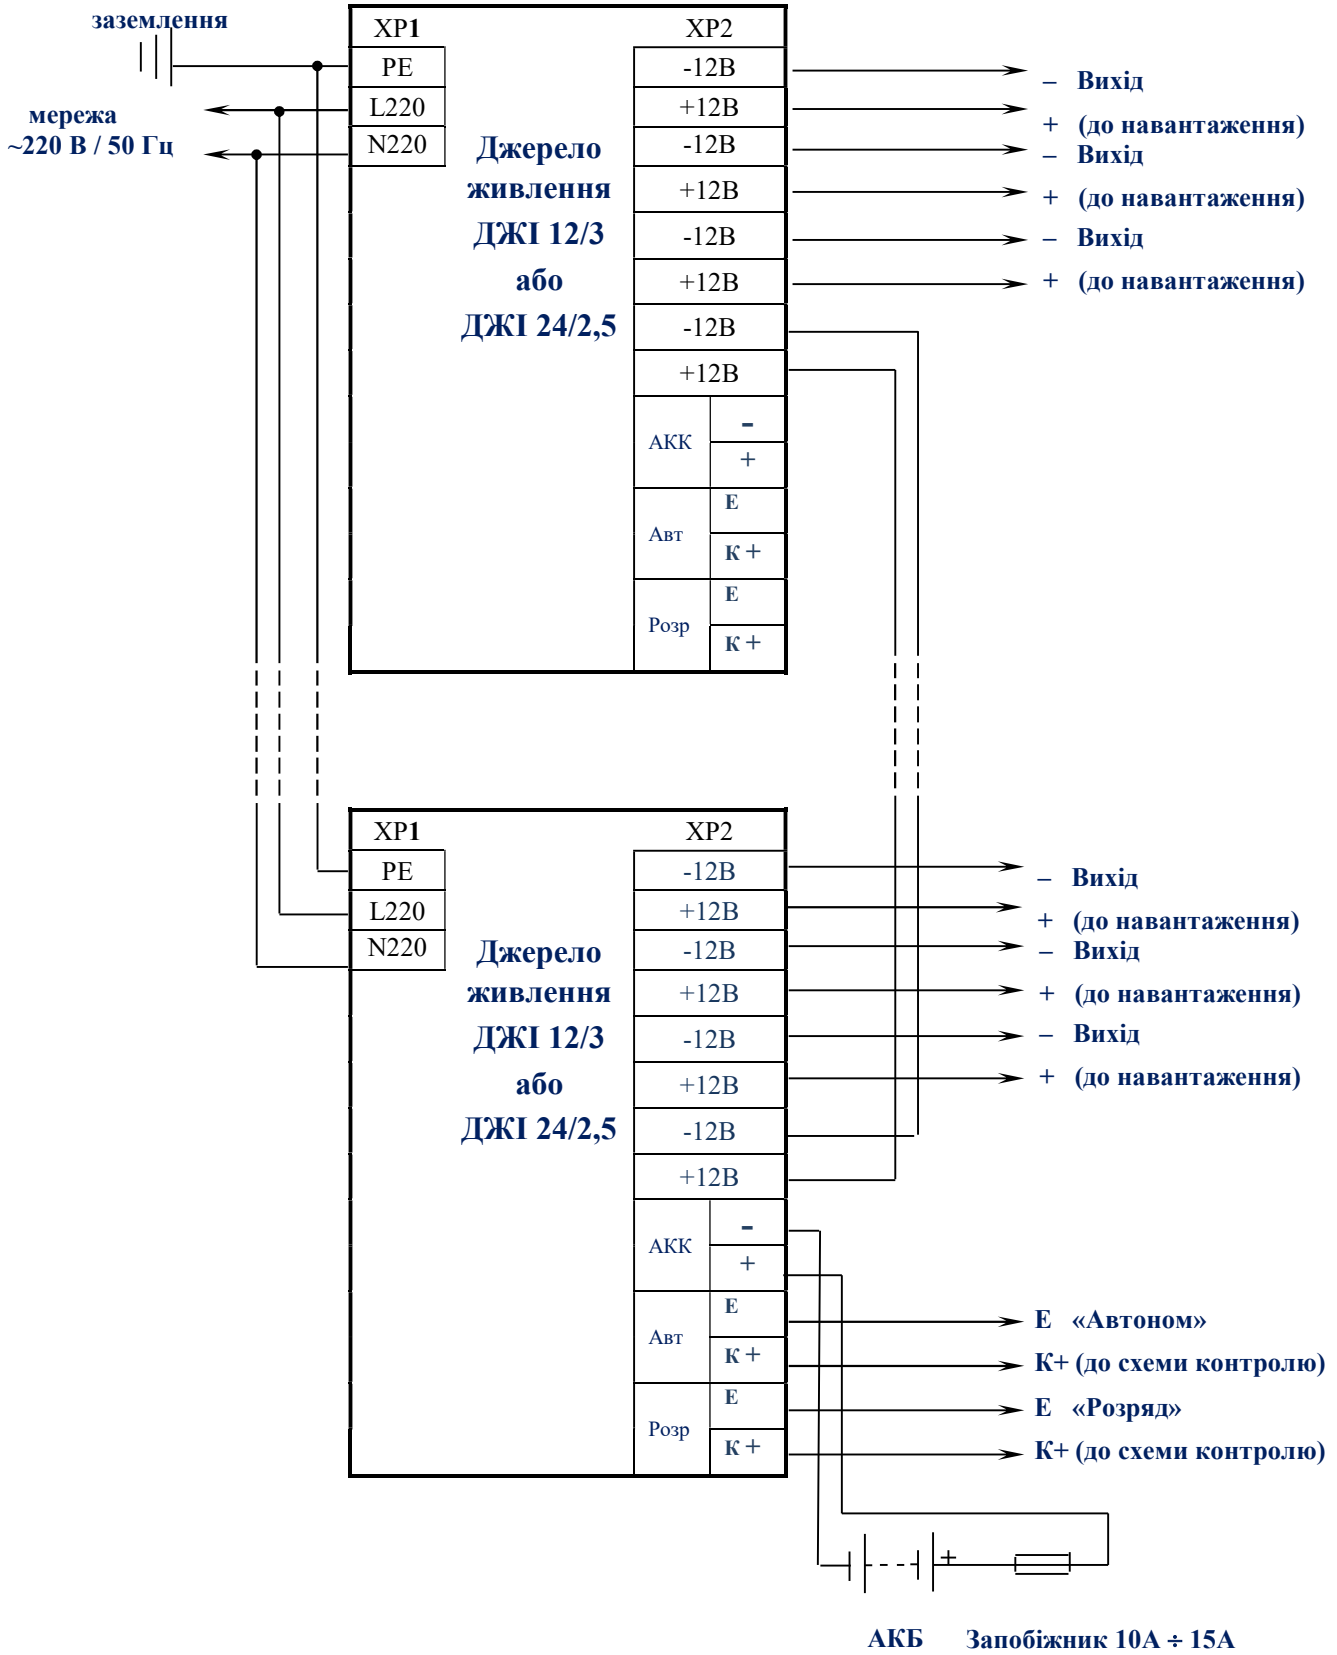 заземлення
мережа
~220 В / 50 Гц
ХР1
PE
L220
N220
Джерело
живлення
ДЖІ 12/3
або
ДЖІ 24/2,5
ХР2
-12В
+12В
-12В
+12В
-12В
+12В
-12В
+12В
АКК
-
+
Авт
Е
К +
Розр
Е
К +
– Вихід
+ (до навантаження)
– Вихід
+ (до навантаження)
– Вихід
+ (до навантаження)
ХР1
PE
L220
N220
Джерело
живлення
ДЖІ 12/3
або
ДЖІ 24/2,5
ХР2
-12В
+12В
-12В
+12В
-12В
+12В
-12В
+12В
АКК
-
+
Авт
Е
К +
Розр
Е
К +
– Вихід
+ (до навантаження)
– Вихід
+ (до навантаження)
– Вихід
+ (до навантаження)
Е «Автоном»
К+ (до схеми контролю)
Е «Розряд»
К+ (до схеми контролю)
+
АКБ Запобіжник 10А ÷ 15А